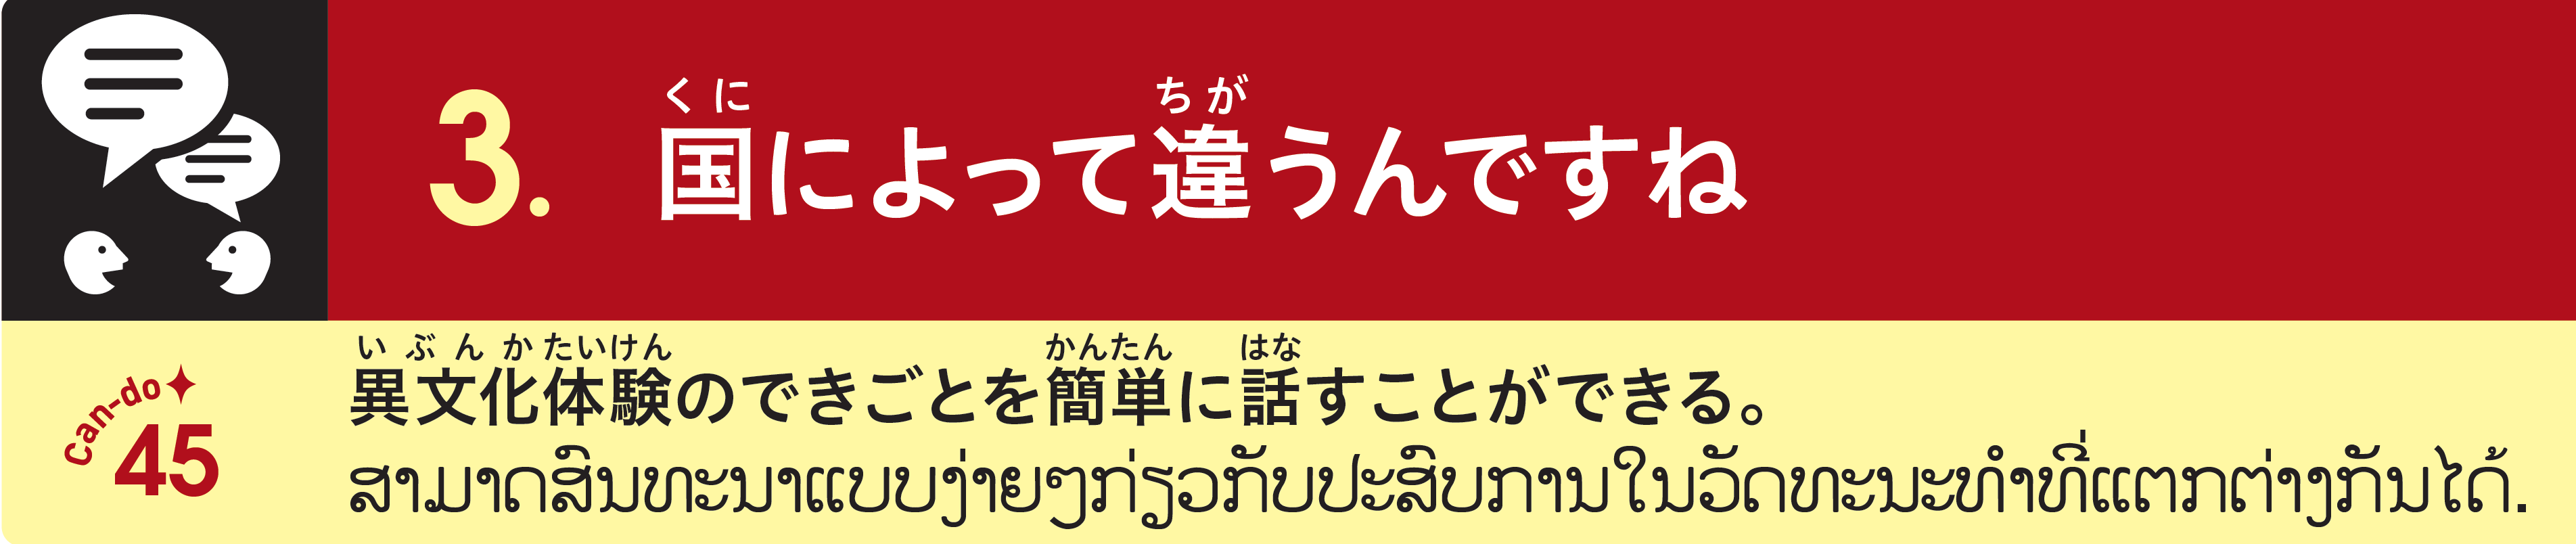 くに ちが
3. 国によって違うんですね
can-do
45
いぶんかたいけん かんたん はな
異文化体験のできごとを簡単に話すことができる。
ສາມາດສົນທະນາແບບງ່າຍໆກ່ຽວກັບປະສົບການໃນວັດທະນະທຳທີ່ແຕກຕ່າງກັນໄດ້.